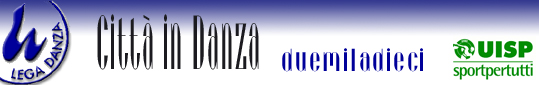 LEGA DANZA
Città in Danza duemiladieci
UISP
sportpertutti